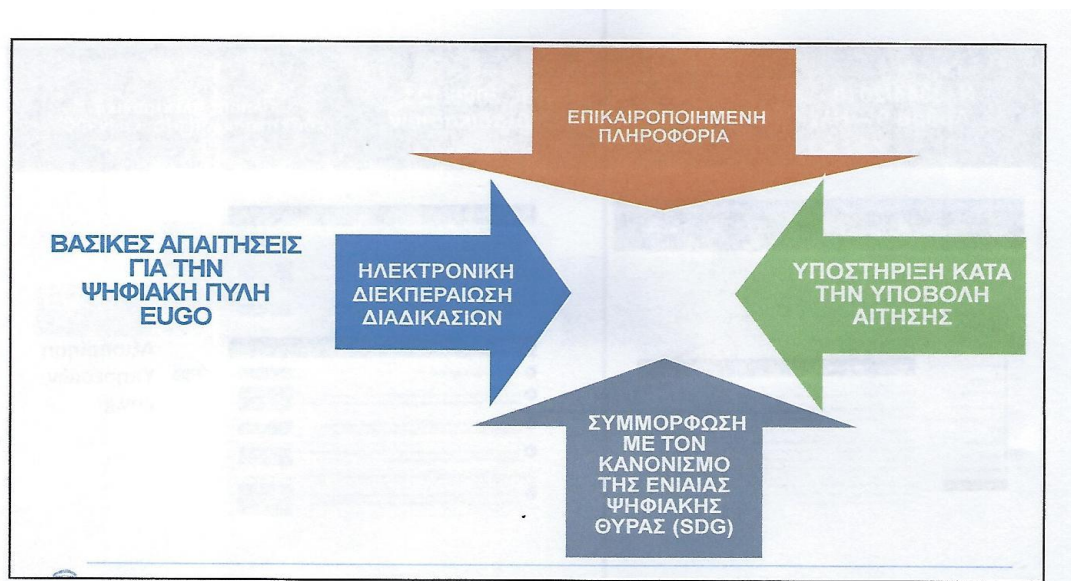 ΕΠΙΚΑΙΡΟΠΟΙΗΜΕΝΗ
ΠΛΗΡΟΦΟΡΙΑ
ΒΑΣΙΚΕΣ ΑΠΑΙΤΗΣΕΙΣ
ΓΙΑ ΤΗΝ
ΨΗΦΙΑΚΗ ΠΥΛΗ
EUGO
ΗΛΕΚΤΡΟΝΙΚΗ
ΔΙΕΚΠΕΡΑΙΩΣΗ
ΔΙΑΔΙΚΑΣΙΩΝ
ΥΠΟΣΤΗΡΙΞΗ ΚΑΤΑ
ΤΗΝ ΥΠΟΒΟΛΗ
ΑΙΤΗΣΗΣ
ΣΥΜΜΟΡΦΩΣΗ
ΜΕ ΤΟΝ
ΚΑΝΟΝΙΣΜΟ
ΤΗΣ ΕΝΙΑΙΑΣ
ΨΗΦΙΑΚΗΣ
ΘΥΡΑΣ (SDG)